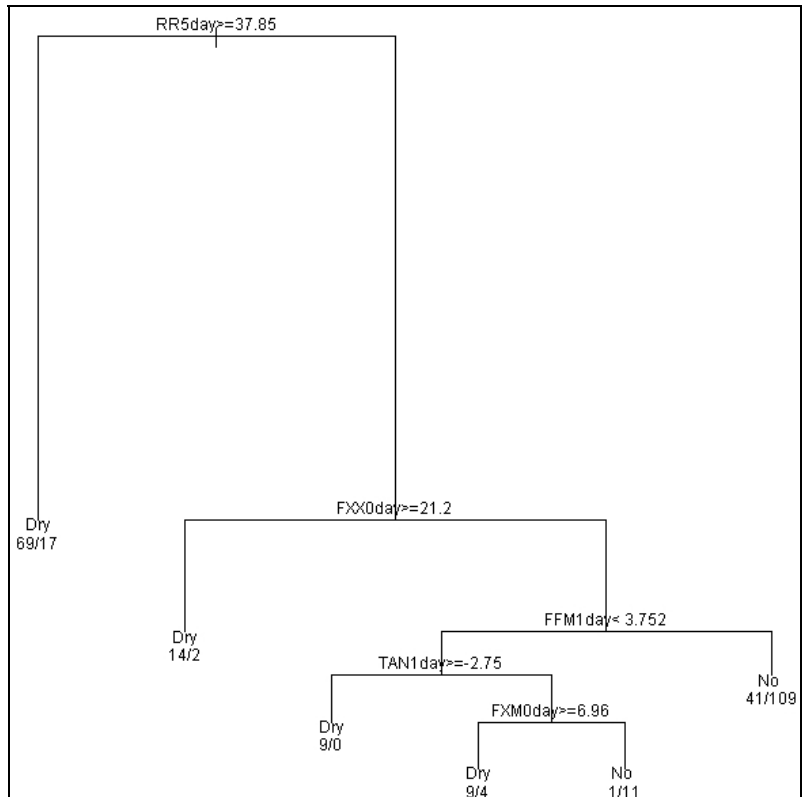 RR5day>=37.85
FXX0day>=21.2
Dry
69/17
FFM1day< 3.752
Dry
14/2
TAN1day>=-2.75
No
41/109
FXM0day>=6.96
Dry
9/0
Dry
9/4
No
1/11